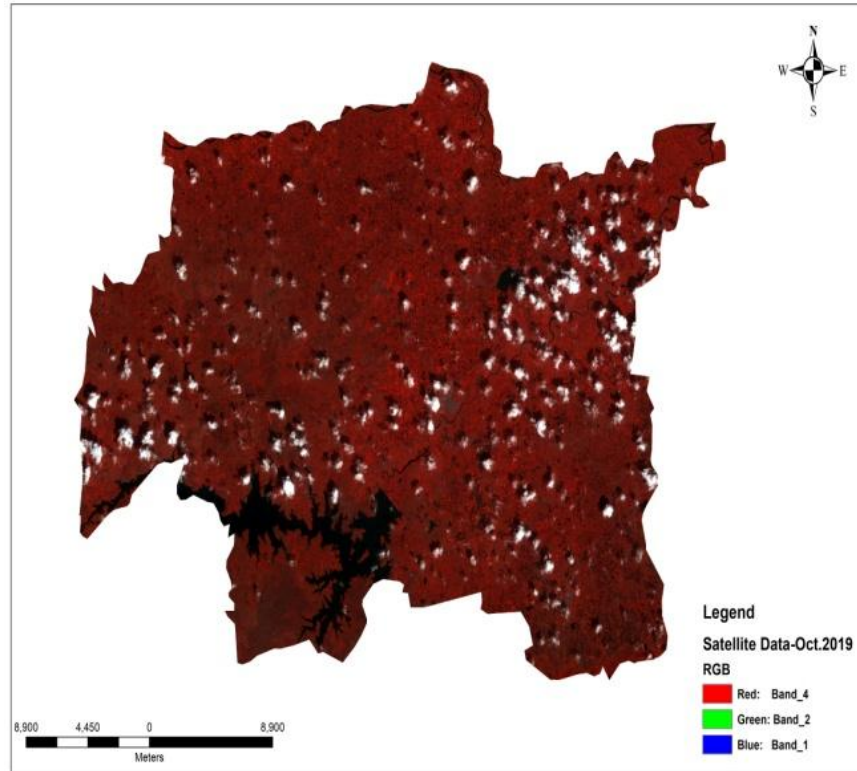 N
W E
S
Legend
Satellite Data-Oct.2019
RGB
Red: Band_4
Green: Band_2
Blue: Band_1
8,900 4,450 0 8,900
Meters